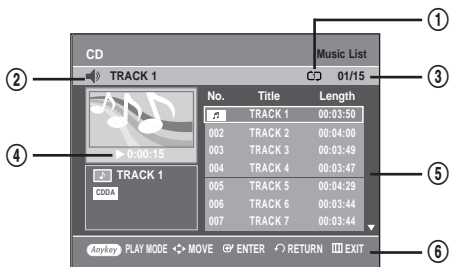 ①
CD Music List
② TRACK 1 01/15 ③
No. Title Length
TRACK 1 00:03:50
002 TRACK 2 00:04:00
④ 0:00:15
003 TRACK 3 00:03:49
TRACK 1
004 TRACK 4 00:03:47
⑤
CDDA
005 TRACK 5 00:04:29
006 TRACK 6 00:03:44
007 TRACK 7 00:03:44
Anykey PLAY MODE MOVE ENTER RETURN EXIT ⑥